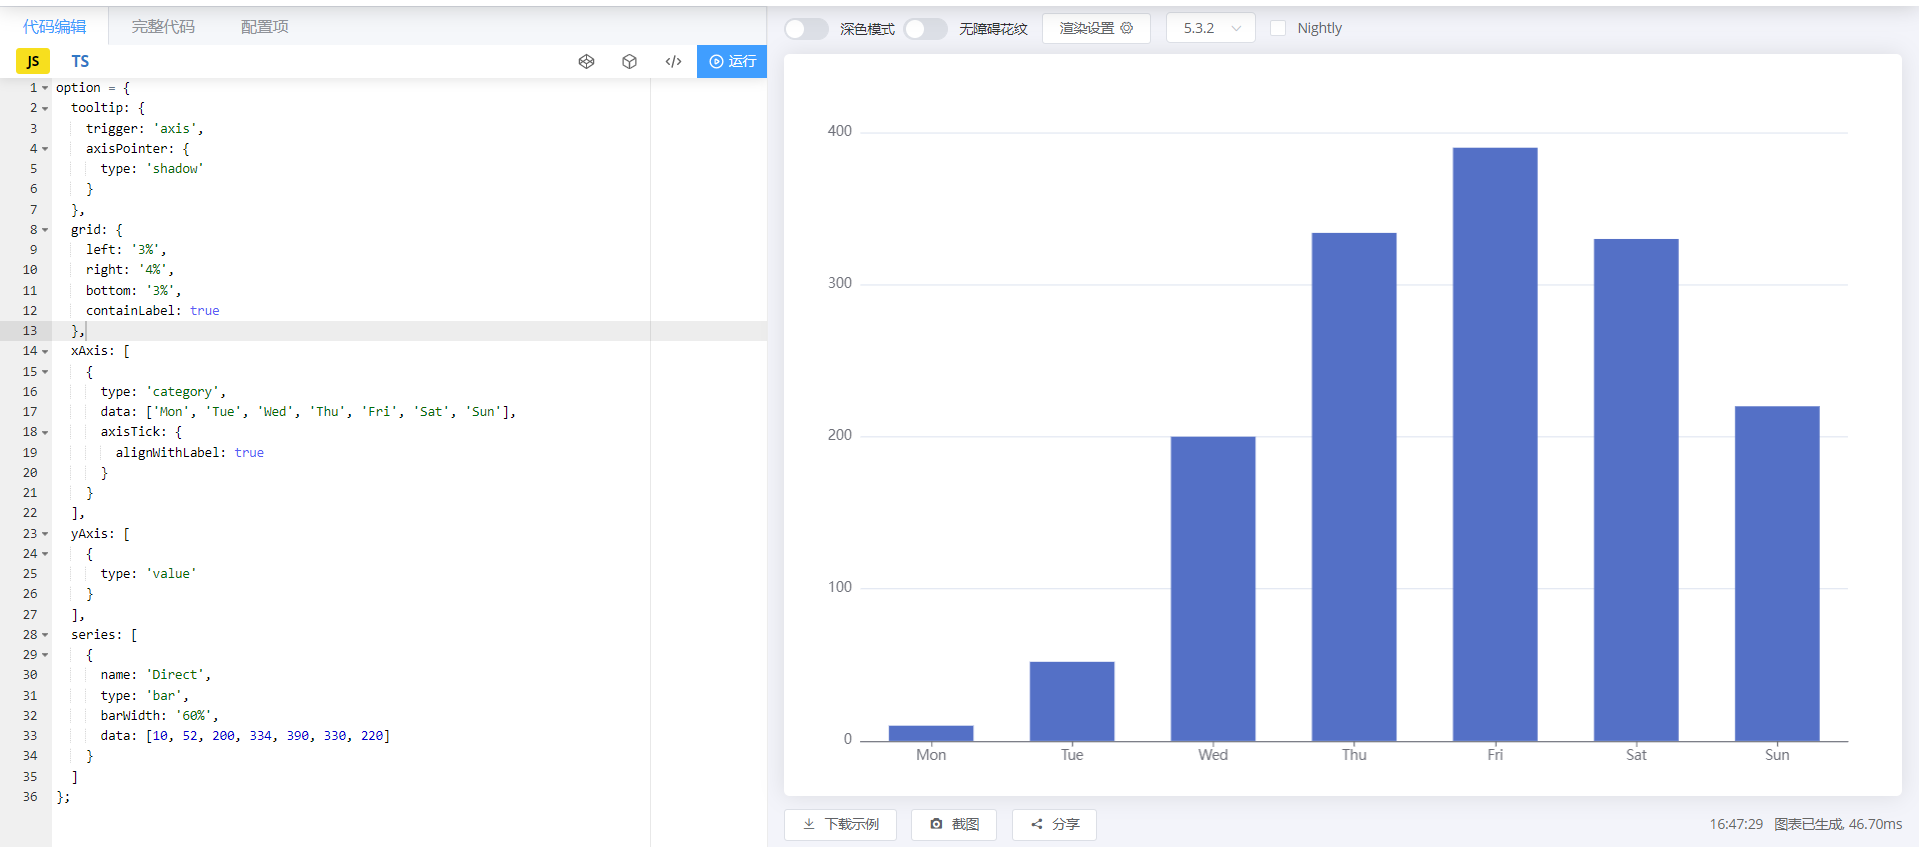 代码编辑 完整代码 配置项
JS TS 运行
1 option = {
2 tooltip: {
3 trigger: 'axis',
4 axisPointer: {
5 type: 'shadow'
6 }
7 },
8 grid: {
9 left: '3%',
10 right: '4%',
11 bottom: '3%',
12 containLabel: true
13 },
14 xAxis: [
15 {
16 type: 'category',
17 data: ['Mon', 'Tue', 'Wed', 'Thu', 'Fri', 'Sat', 'Sun'],
18 axisTick: {
19 alignWithLabel: true
20 }
21 }
22 ],
23 yAxis: [
24 {
25 type: 'value'
26 }
27 ],
28 series: [
29 {
30 name: 'Direct',
31 type: 'bar',
32 barWidth: '60%',
33 data: [10, 52, 200, 334, 390, 330, 220]
34 }
35 ]
36 };
深色模式 无障碍花纹 渲染设置 5.3.2 Nightly
400
300
200
100
0
Mon Tue Wed Thu Fri Sat Sun
下载示例 截图 分享 16:47:29 图表已生成, 46.70ms